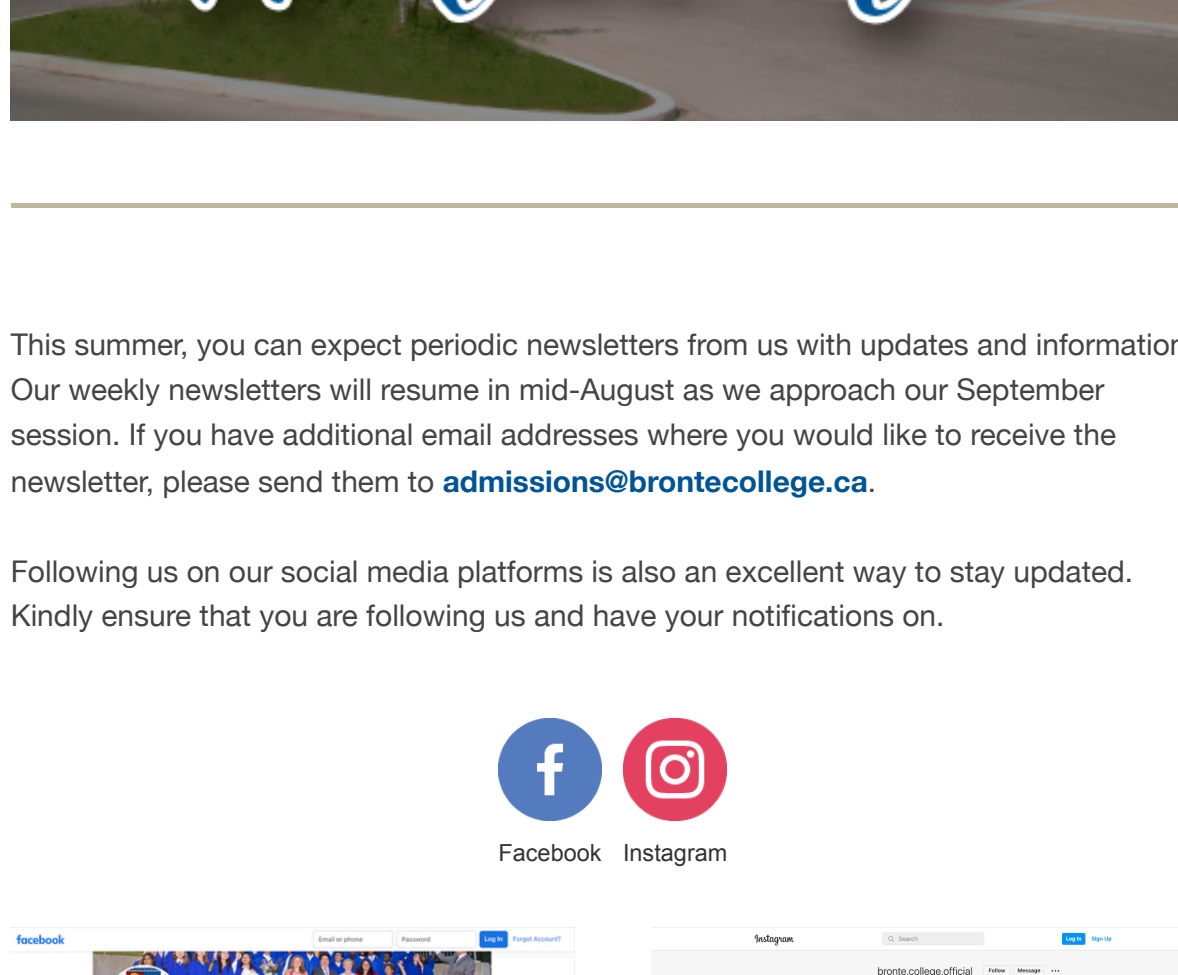 This summer, you can expect periodic newsletters from us with updates and information
Our weekly newsletters will resume in mid-August as we approach our September
session. If you have additional email addresses where you would like to receive the
newsletter, please send them to admissions@brontecollege.ca.
Following us on our social media platforms is also an excellent way to stay updated.
Kindly ensure that you are following us and have your notifications on.
Facebook Instagram
facebook Email or phone Password Log In Forgot Account?
Instagram Search Log In Sign Up
bronte.college.official Follow Message ...